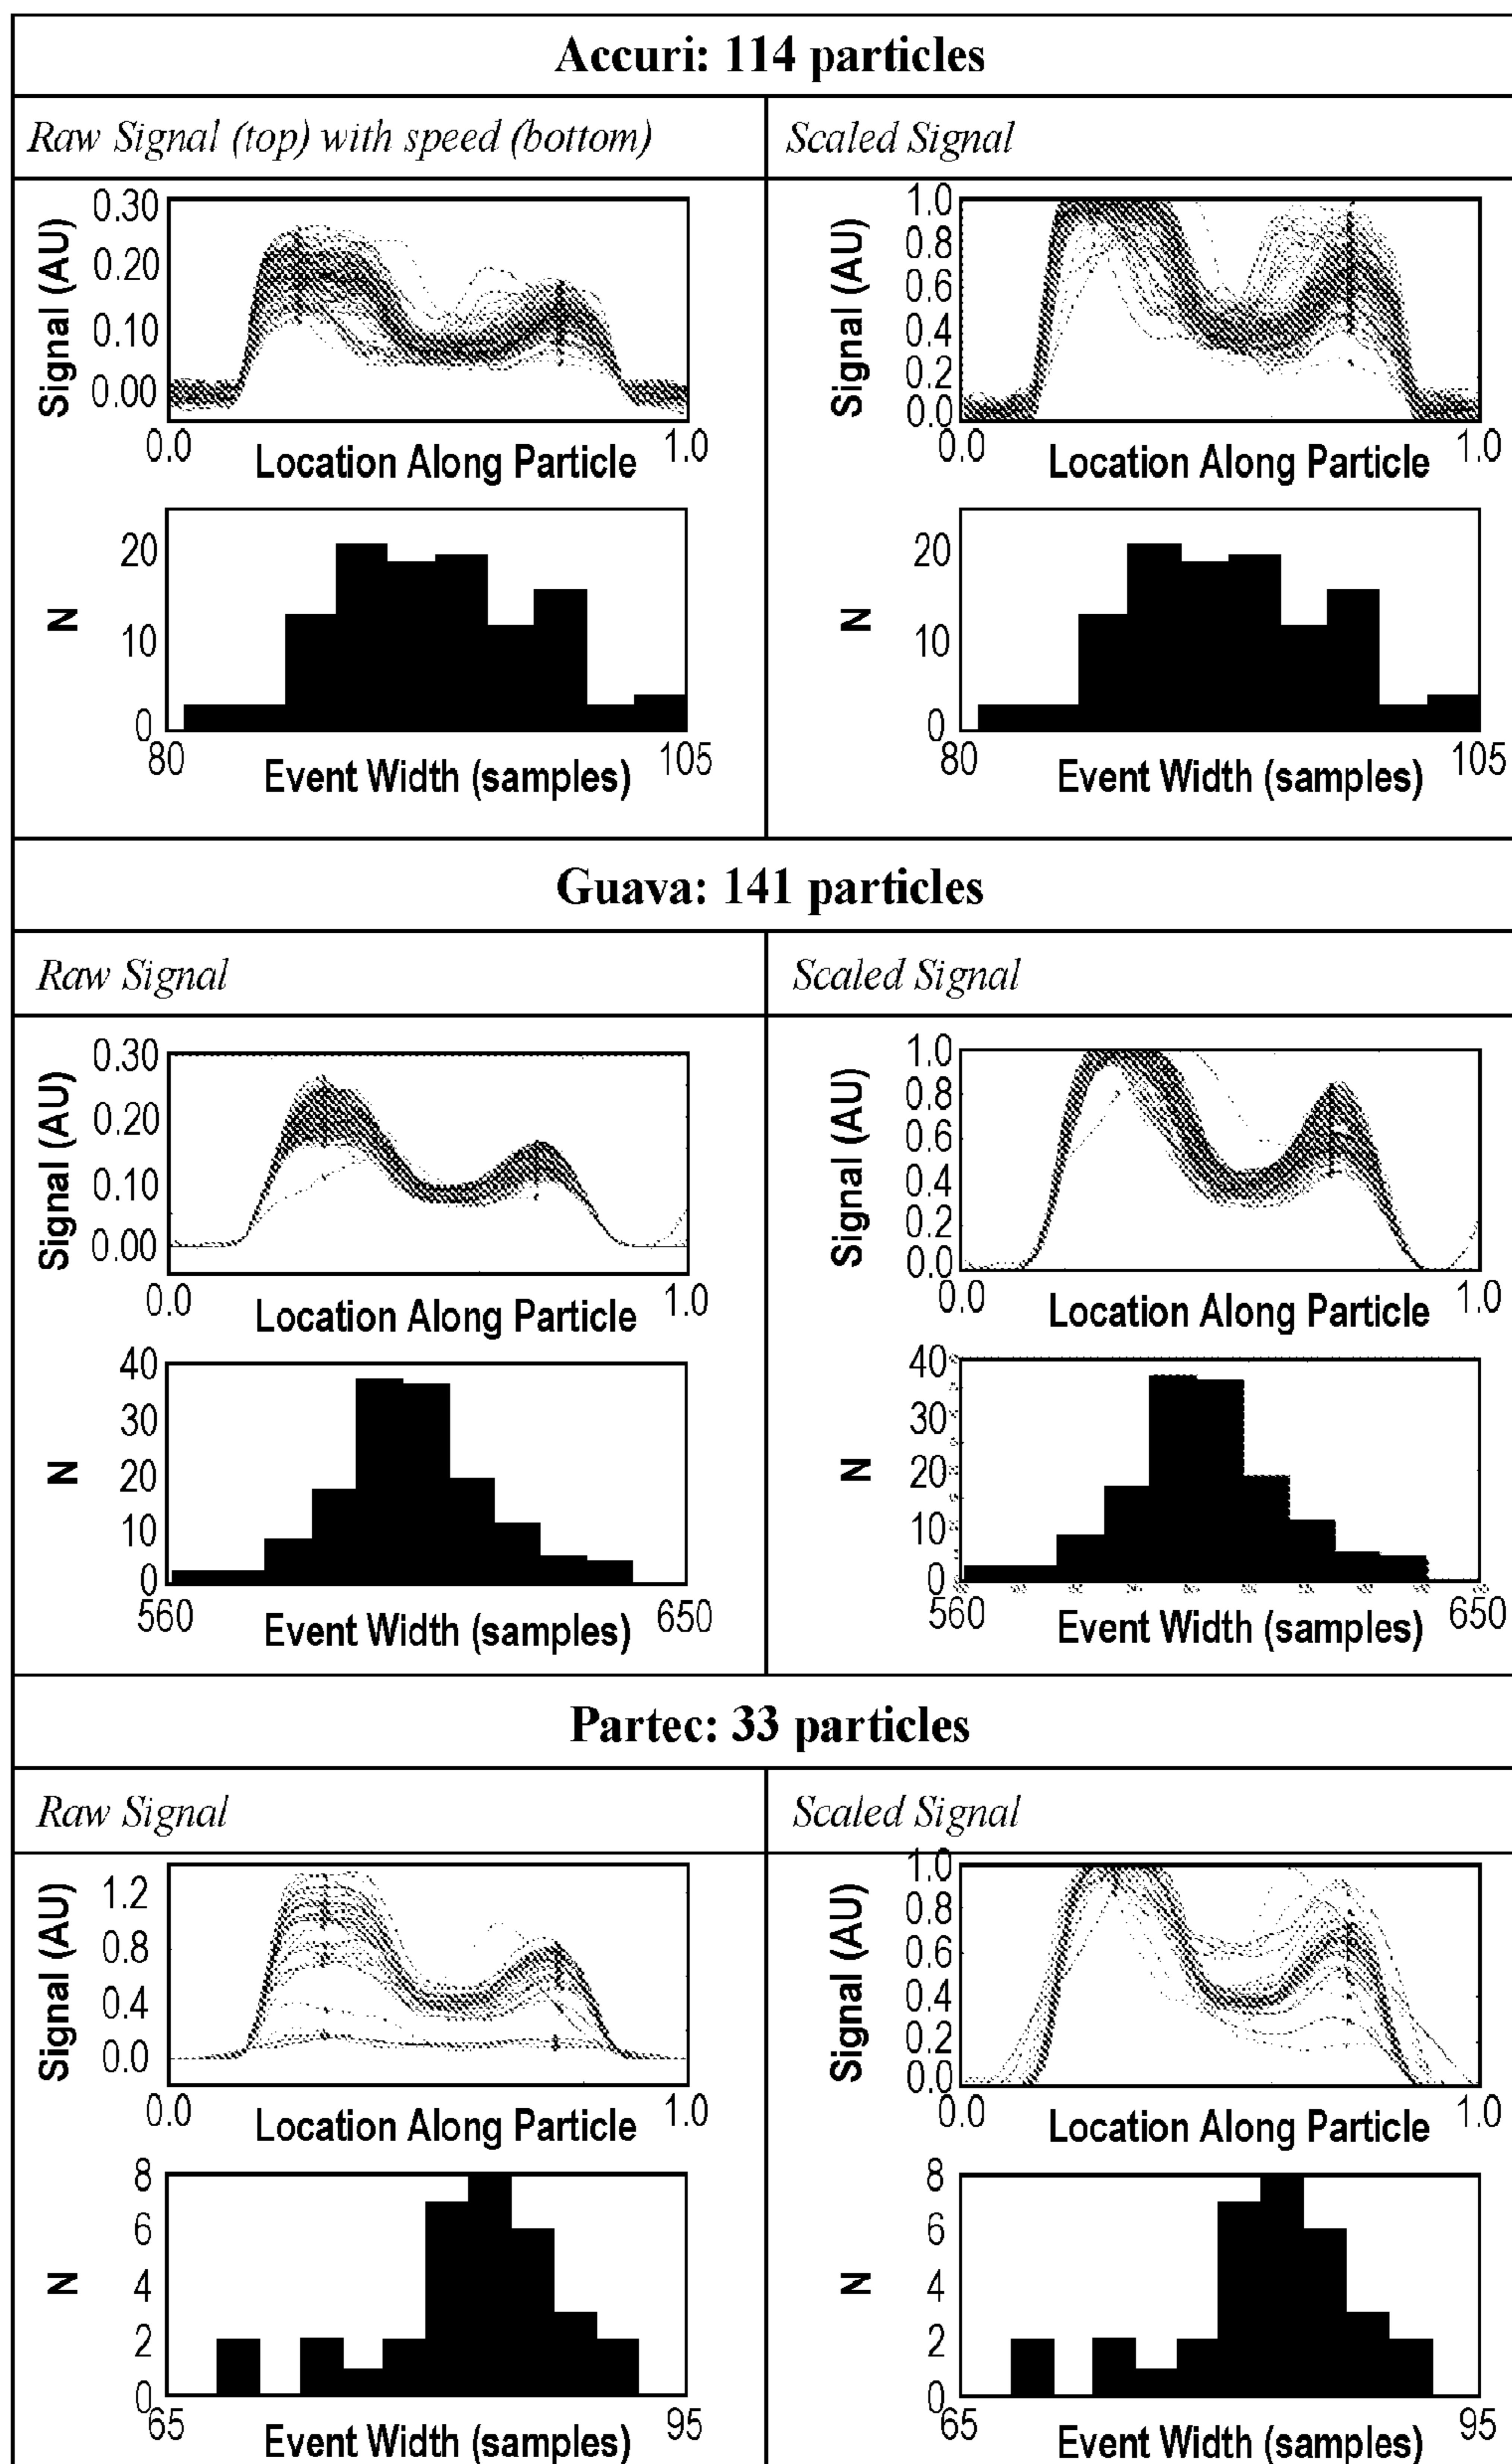 Accuri: 114 particles
Raw Signal (top) with speed (bottom)
Scaled Signal
Signal (AU)
0.30
0.20
0.10
0.00
0.0
Location Along Particle
1.0
Signal (AU)
1.0
0.8
0.6
0.4
0.2
0.0
0.0
Location Along Particle
1.0
N
20
10
0
80
Event Width (samples)
105
N
20
10
0
80
Event Width (samples)
105
Guava: 141 particles
Raw Signal
Scaled Signal
Signal (AU)
0.30
0.20
0.10
0.00
0.0
Location Along Particle
1.0
Signal (AU)
1.0
0.8
0.6
0.4
0.2
0.0
0.0
Location Along Particle
1.0
N
40
30
20
10
0
560
Event Width (samples)
650
N
40
30
20
10
0
560
Event Width (samples)
650
Partec: 33 particles
Raw Signal
Scaled Signal
Signal (AU)
1.2
0.8
0.4
0.0
0.0
Location Along Particle
1.0
Signal (AU)
1.0
0.8
0.6
0.4
0.2
0.0
0.0
Location Along Particle
1.0
N
8
6
4
2
0
65
Event Width (samples)
95
N
8
6
4
2
0
65
Event Width (samples)
95